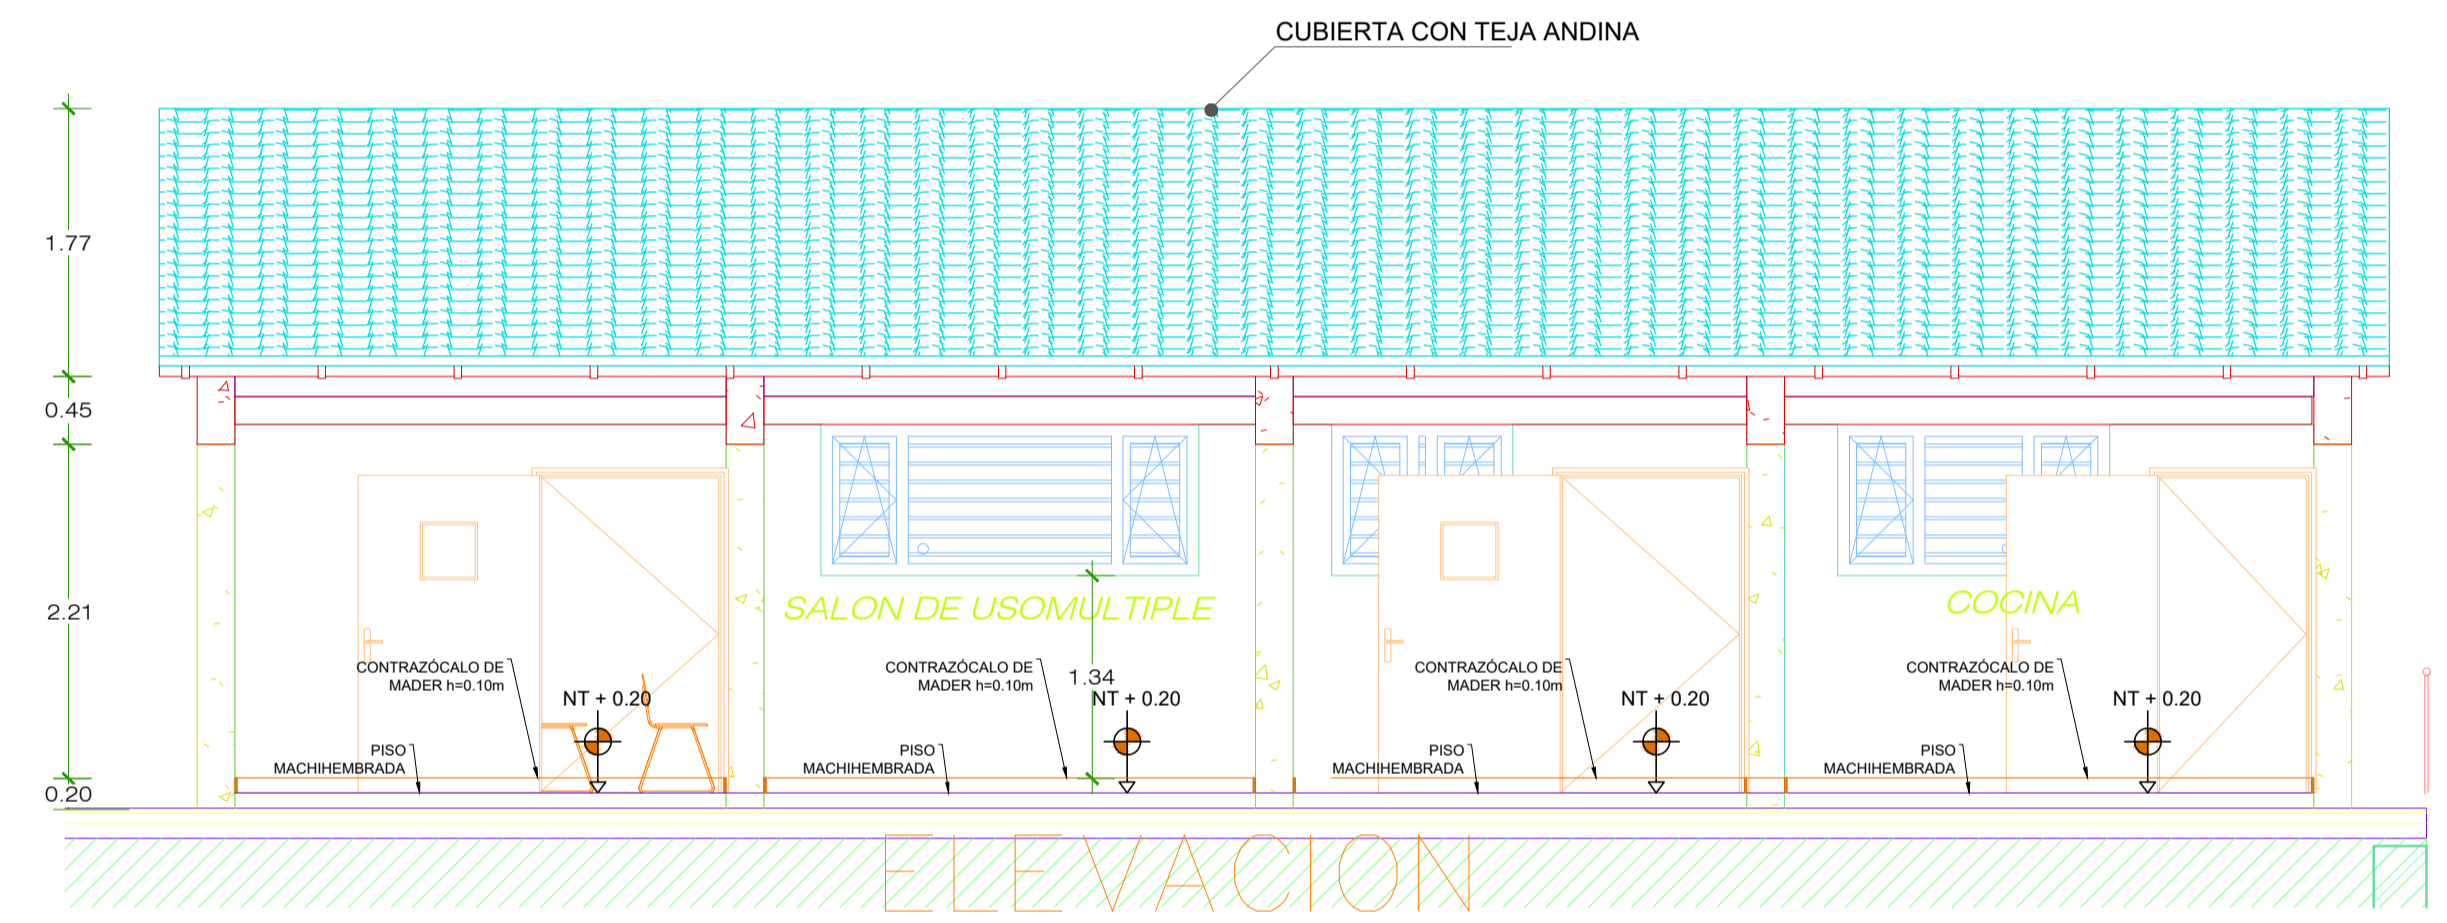 CUBIERTA CON TEJA ANDINA
1.77
0.45
2.21
0.20
SALON DE USOMULTIPLE
COCINA
1.34
CONTRAZÓCALO DE
MADER h=0.10m
NT + 0.20
PISO
MACHIHEMBRADA
CONTRAZÓCALO DE
MADER h=0.10m
NT + 0.20
PISO
MACHIHEMBRADA
CONTRAZÓCALO DE
MADER h=0.10m
NT + 0.20
PISO
MACHIHEMBRADA
CONTRAZÓCALO DE
MADER h=0.10m
NT + 0.20
PISO
MACHIHEMBRADA
ELEVACION